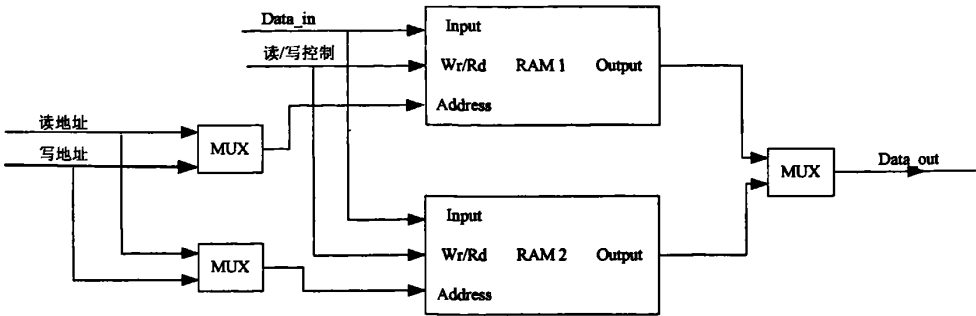 Data_in
读/写控制
读地址
写地址
MUX
MUX
Input
Wr/Rd RAM 1 Output
Address
Input
Wr/Rd RAM 2 Output
Address
MUX
Data_out